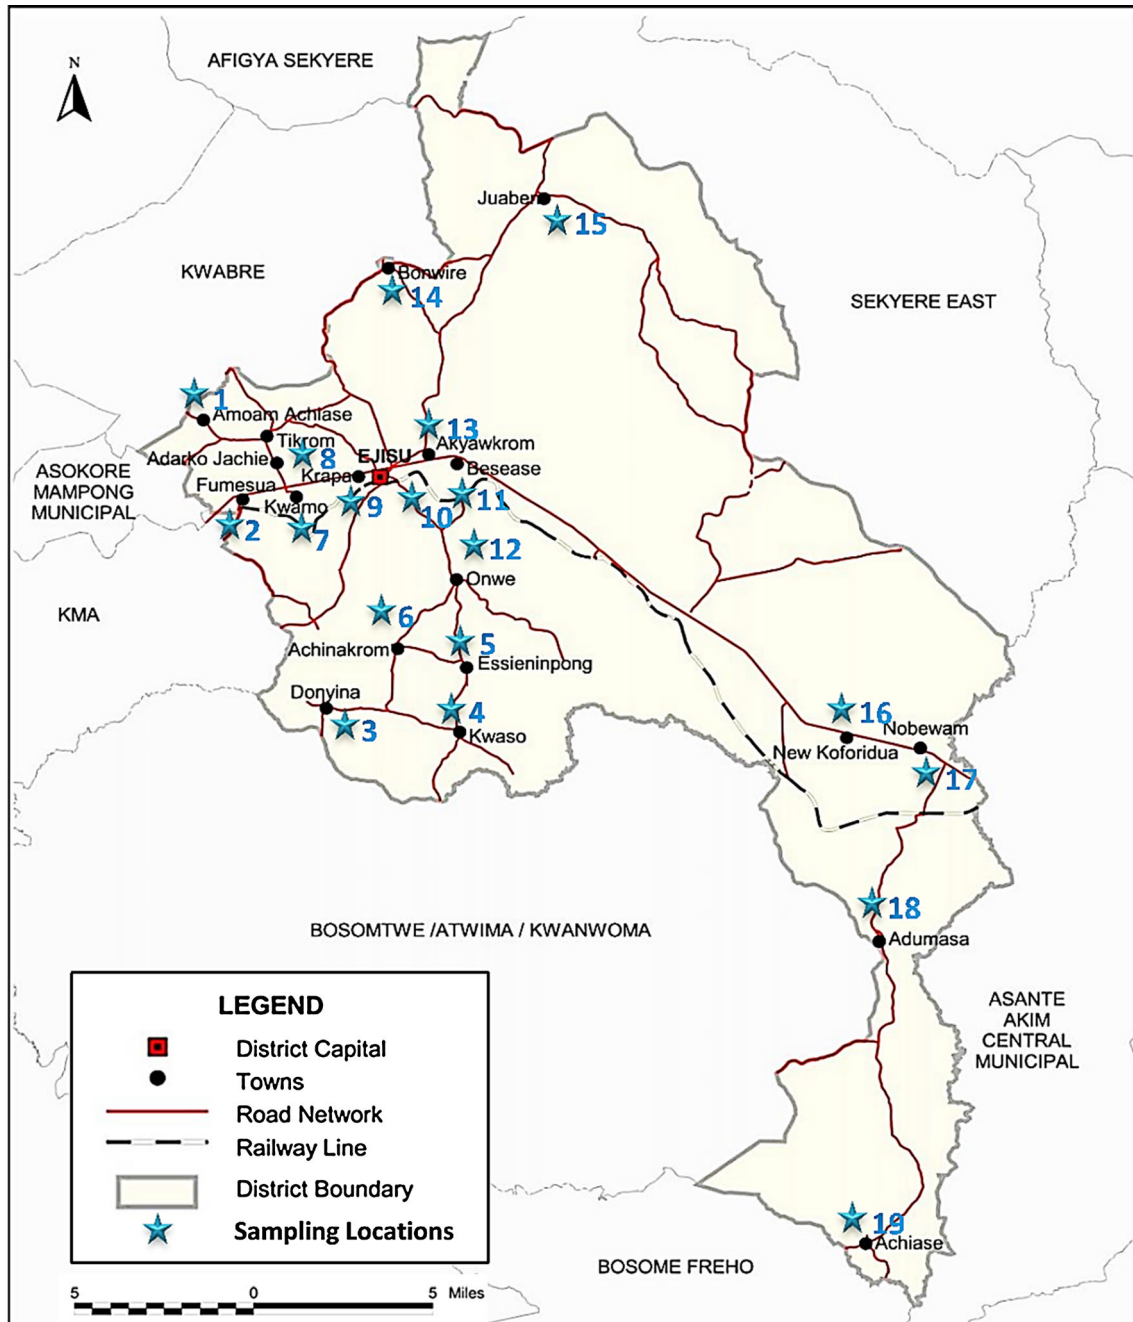 AFIGYA SEKYERE
N
Juaben
15
KWABRE
Bonwire
14
SEKYERE EAST
1
Amoam Achiase
13
Tikrom
Akyawkrom
ASOKORE
MAMPONG
MUNICIPAL
Adarko Jachie
8
EJISU
Besease
Fumesua
Krapa
Kwamo
2
7
9
10
11
12
Onwe
KMA
6
Achinakrom
5
Essieninpong
Donyina
3
4
Kwaso
16
Nobewam
New Koforidua
17
18
Adumasa
BOSOMTWE /ATWIMA / KWANWOMA
ASANTE
AKIM
CENTRAL
MUNICIPAL
LEGEND
District Capital
Towns
Road Network
Railway Line
District Boundary
Sampling Locations
19
Achiase
BOSOME FREHO
5 0 5 Miles